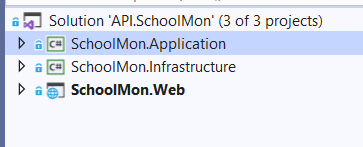 Solution 'API.SchoolMon' (3 of 3 projects)
C# SchoolMon.Application
C# SchoolMon.Infrastructure
SchoolMon.Web